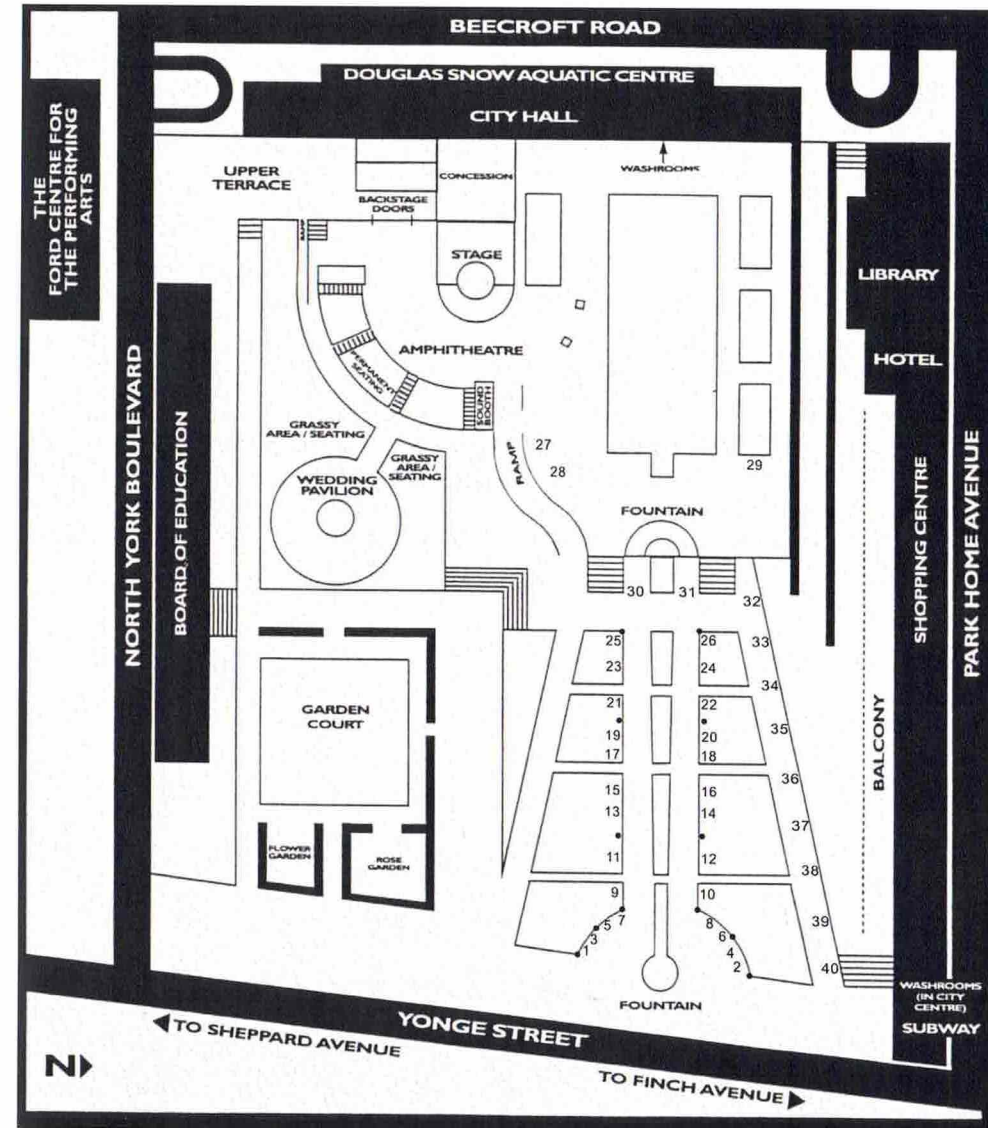 BEECROFT ROAD
DOUGLAS SNOW AQUATIC CENTRE
CITY HALL
THE
FORD CENTRE FOR
THE PERFORMING
ARTS
UPPER
TERRACE
CONCESSION
WASHROOMS
BACKSTAGE
DOORS
RAMP
STAGE
LIBRARY
HOTEL
AMPHITHEATRE
PERMANENT
SEATING
SOUND
BOOTH
GRASSY
AREA / SEATING
GRASSY
AREA /
SEATING
WEDDING
PAVILION
RAMP
27
28
29
FOUNTAIN
NORTH YORK BOULEVARD
BOARD OF EDUCATION
SHOPPING CENTRE
PARK HOME AVENUE
BALCONY
30
31
32
25
26
33
23
24
34
GARDEN
COURT
21
22
35
19
20
17
18
36
15
16
13
14
37
11
12
38
FLOWER
GARDEN
ROSE
GARDEN
9
10
7
8
39
5
6
3
4
1
2
40
FOUNTAIN
WASHROOMS
(IN CITY
CENTRE)
SUBWAY
YONGE STREET
TO SHEPPARD AVENUE
TO FINCH AVENUE
N